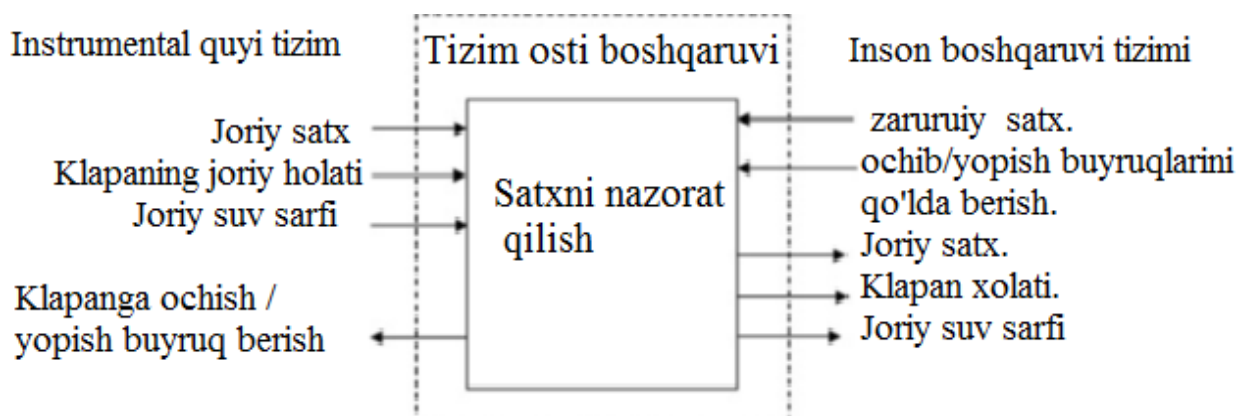 Instrumental quyi tizim
Tizim osti boshqaruvi
Inson boshqaruvi tizimi
Joriy satx
Klapaning joriy holati
Joriy suv sarfi
Klapanga ochish /
yopish buyruq berish
Satxni nazorat
qilish
zaruruiy satx.
ochib/yopish buyruqlarini
qo'lda berish.
Joriy satx.
Klapan xolati.
Joriy suv sarfi